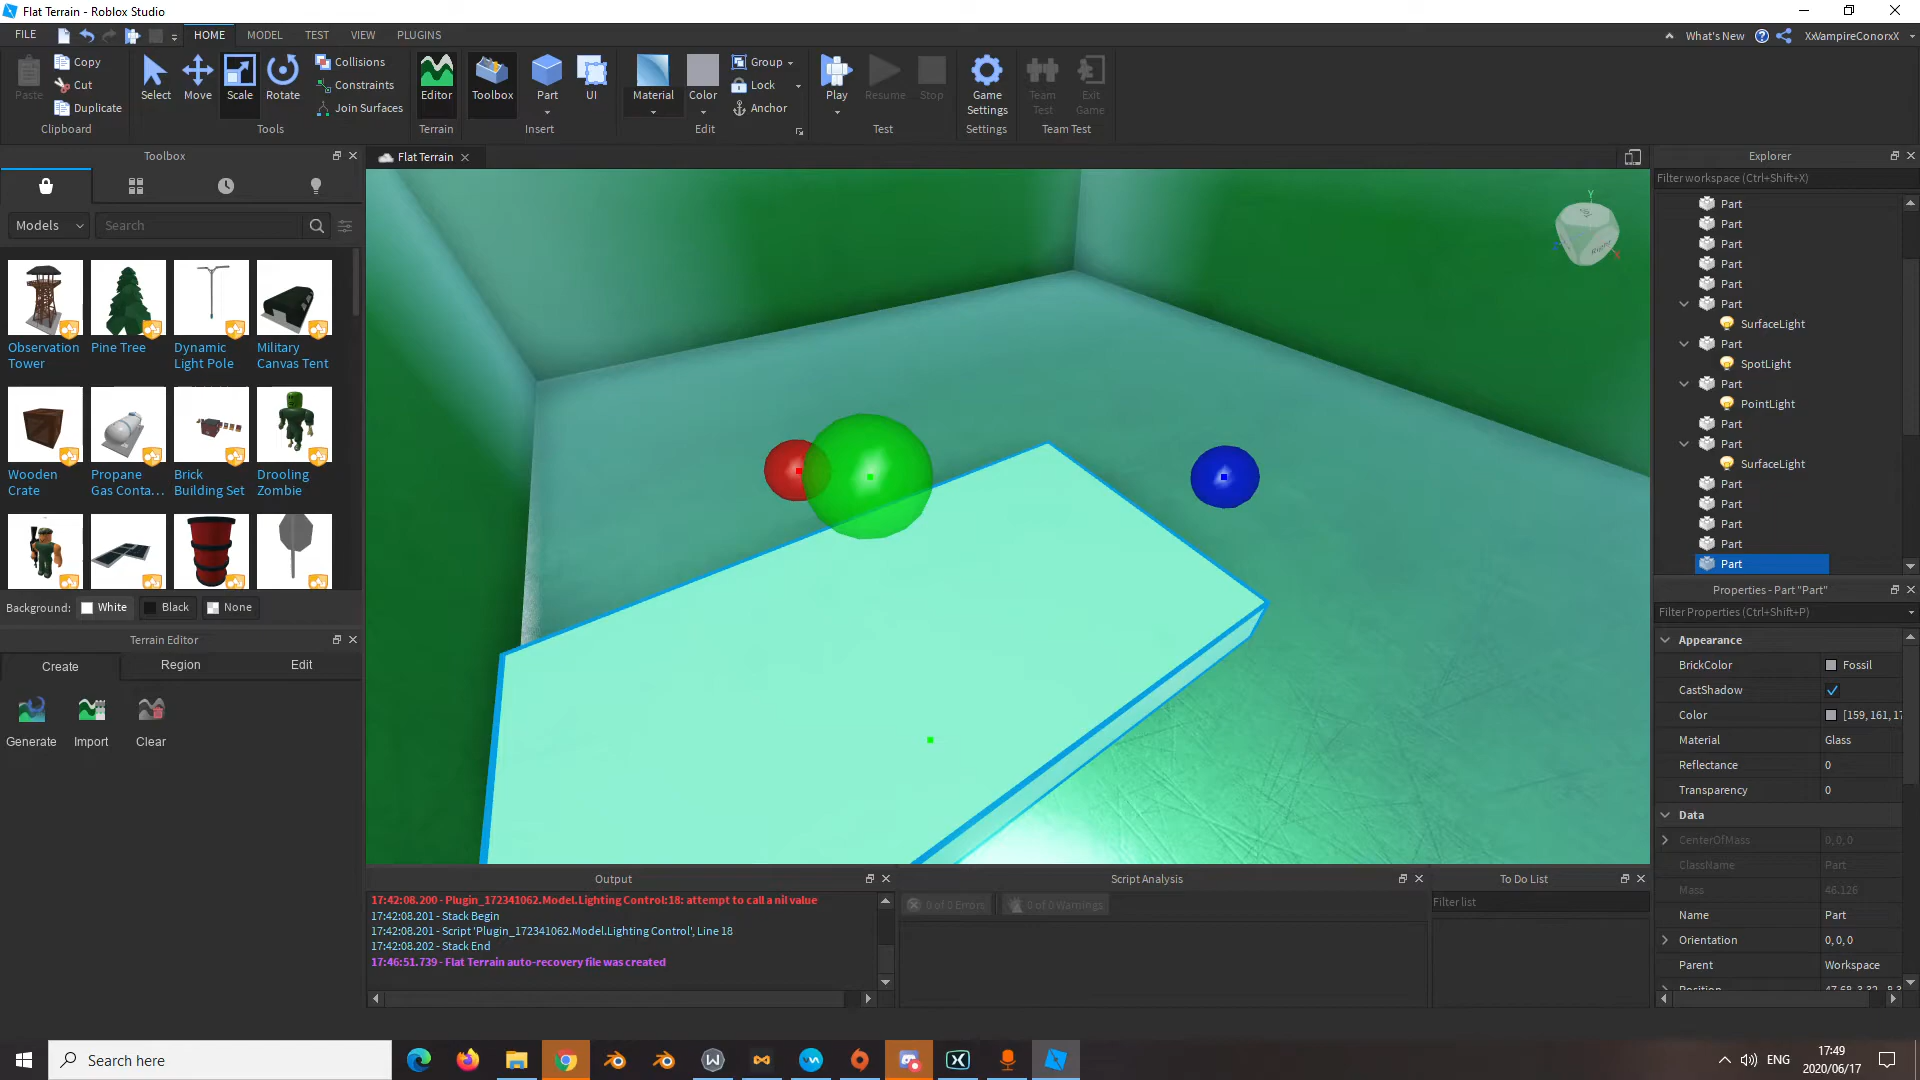 Flat Terrain - Roblox Studio
FILE
HOME
MODEL
TEST
VIEW
PLUGINS
What's New
XxVampireConorxX
Paste
Copy
Cut
Duplicate
Clipboard
Select
Move
Scale
Rotate
Collisions
Constraints
Join Surfaces
Tools
Editor
Terrain
Toolbox
Part
UI
Insert
Material
Color
Group
Lock
Anchor
Edit
Play
Resume
Stop
Test
Game Settings
Settings
Team Test
Exit Game
Team Test
Toolbox
Models
Search
Observation Tower
Pine Tree
Dynamic Light Pole
Military Canvas Tent
Wooden Crate
Propane Gas Conta...
Brick Building Set
Drooling Zombie
Background:
White
Black
None
Terrain Editor
Create
Region
Edit
Generate
Import
Clear
Flat Terrain
Y
X
Output
17:42:08.200 - Plugin_172341062.Model.Lighting Control:18: attempt to call a nil value
17:42:08.201 - Stack Begin
17:42:08.201 - Script 'Plugin_172341062.Model.Lighting Control', Line 18
17:42:08.202 - Stack End
17:46:51.739 - Flat Terrain auto-recovery file was created
Script Analysis
0 of 0 Errors
0 of 0 Warnings
To Do List
Filter list
Explorer
Filter workspace (Ctrl+Shift+X)
Part
Part
Part
Part
Part
Part
SurfaceLight
Part
SpotLight
Part
PointLight
Part
Part
SurfaceLight
Part
Part
Part
Part
Part
Properties - Part "Part"
Filter Properties (Ctrl+Shift+P)
Appearance
BrickColor Fossil
CastShadow
Color [159, 161, 17
Material Glass
Reflectance 0
Transparency 0
Data
CenterOfMass 0, 0, 0
ClassName Part
Mass 46.126
Name Part
Orientation 0, 0, 0
Parent Workspace
Position
Search here
ENG
17:49
2020/06/17